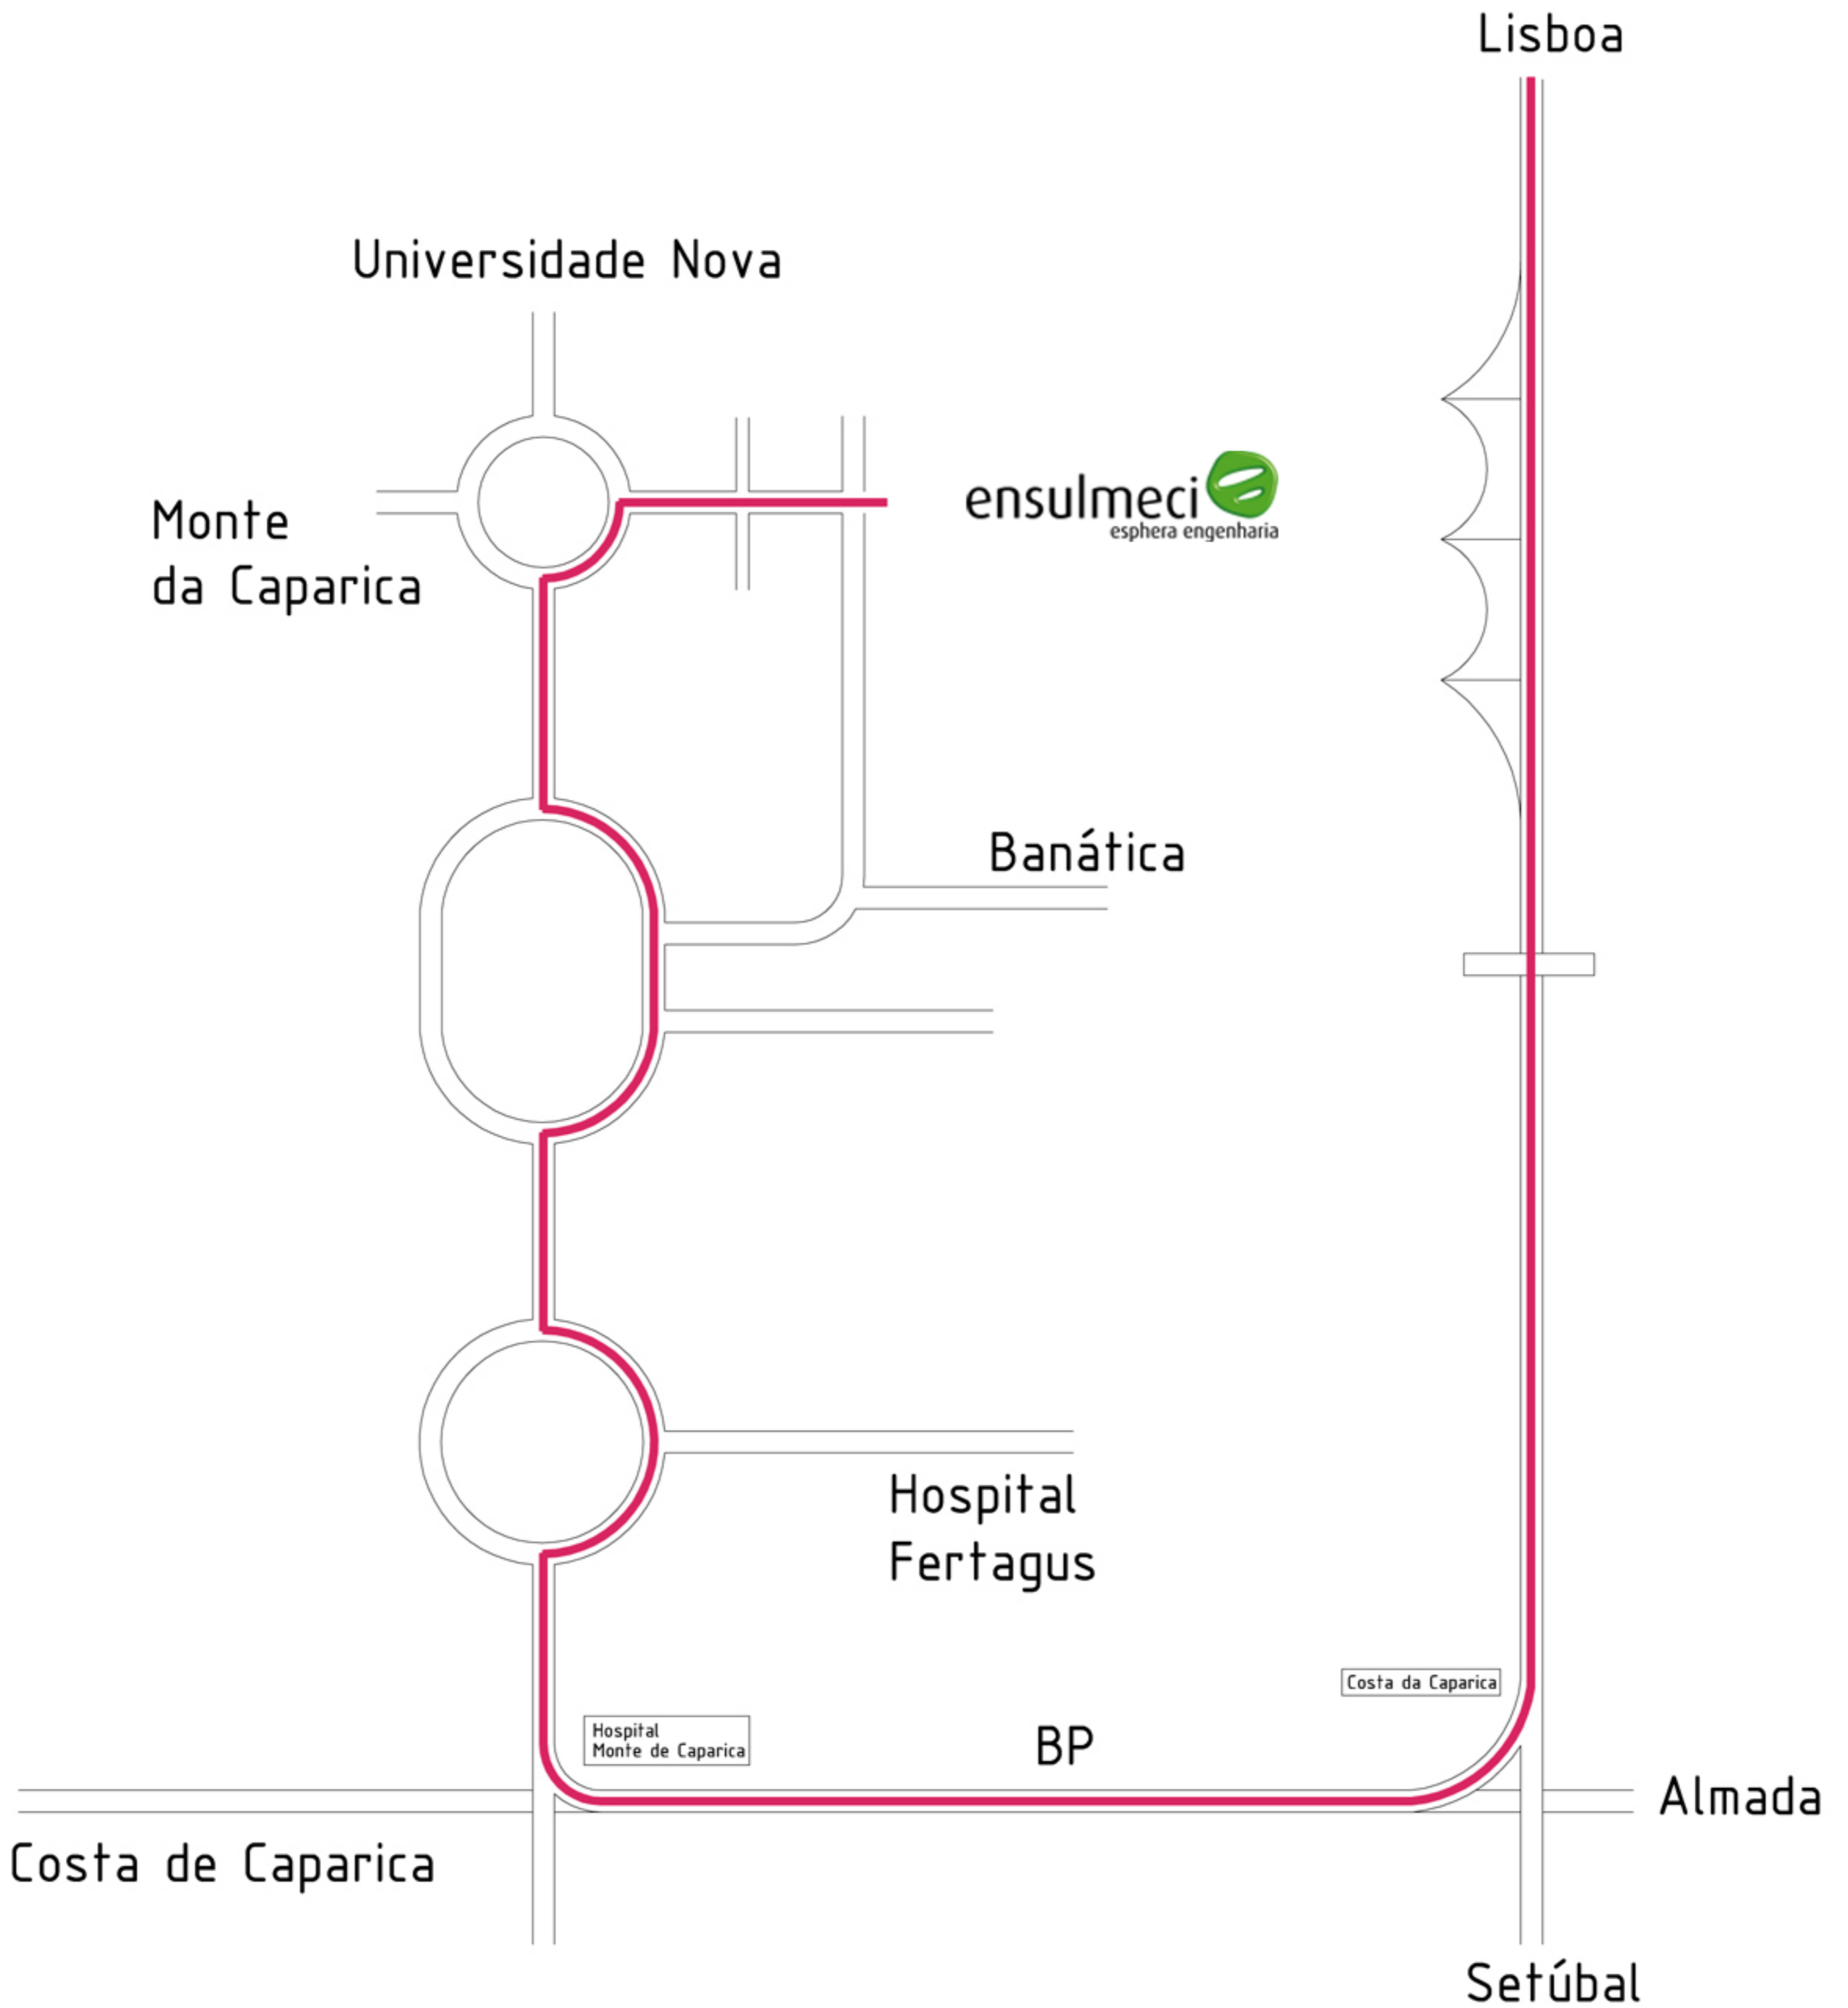 Lisboa
Universidade Nova
Monte
da Caparica
ensulmeci
esphera engenharia
Banática
Hospital
Fertagus
Costa da Caparica
Hospital
Monte de Caparica
BP
Almada
Costa de Caparica
Setúbal